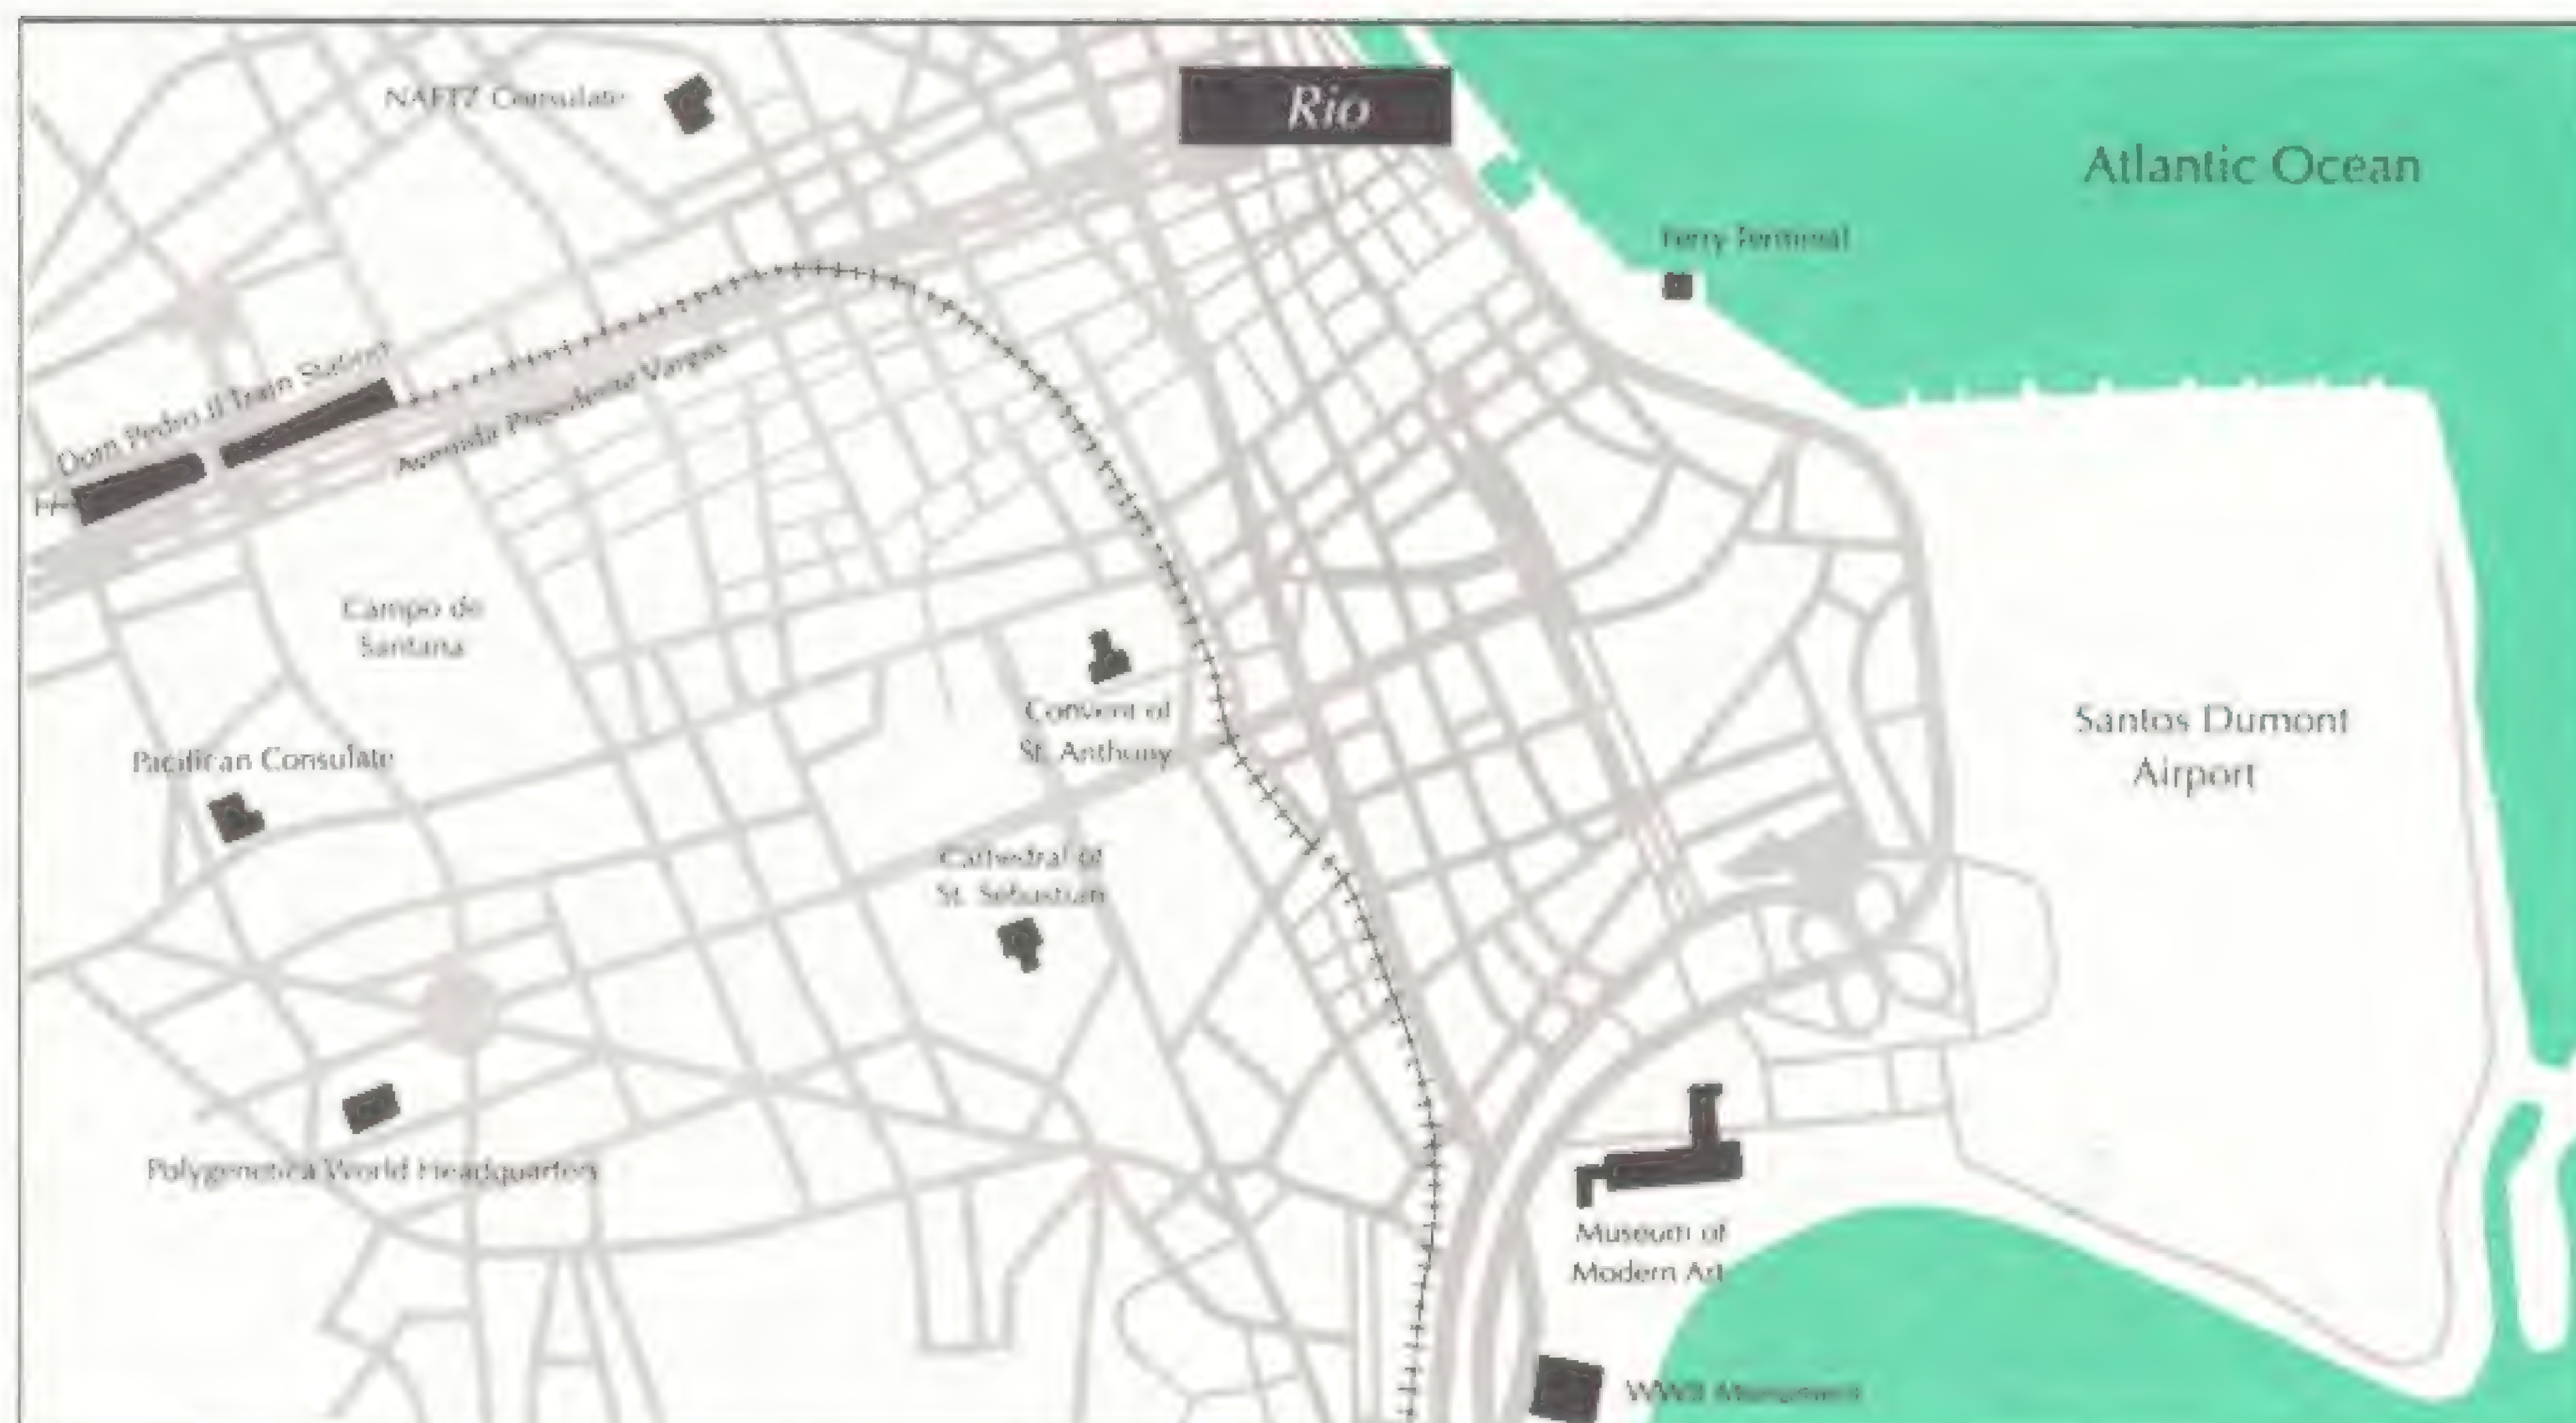 NAFTZ Consulate
Rio
Atlantic Ocean
Ferry Terminal
Dom Pedro II Train Station
Avenida Presidente Vargas
Campo de
Santana
Convent of
St. Anthony
Santos Dumont
Airport
Pacifican Consulate
Cathedral of
St. Sebastian
Polygenetica World Headquarters
Museum of
Modern Art
WWII Monument